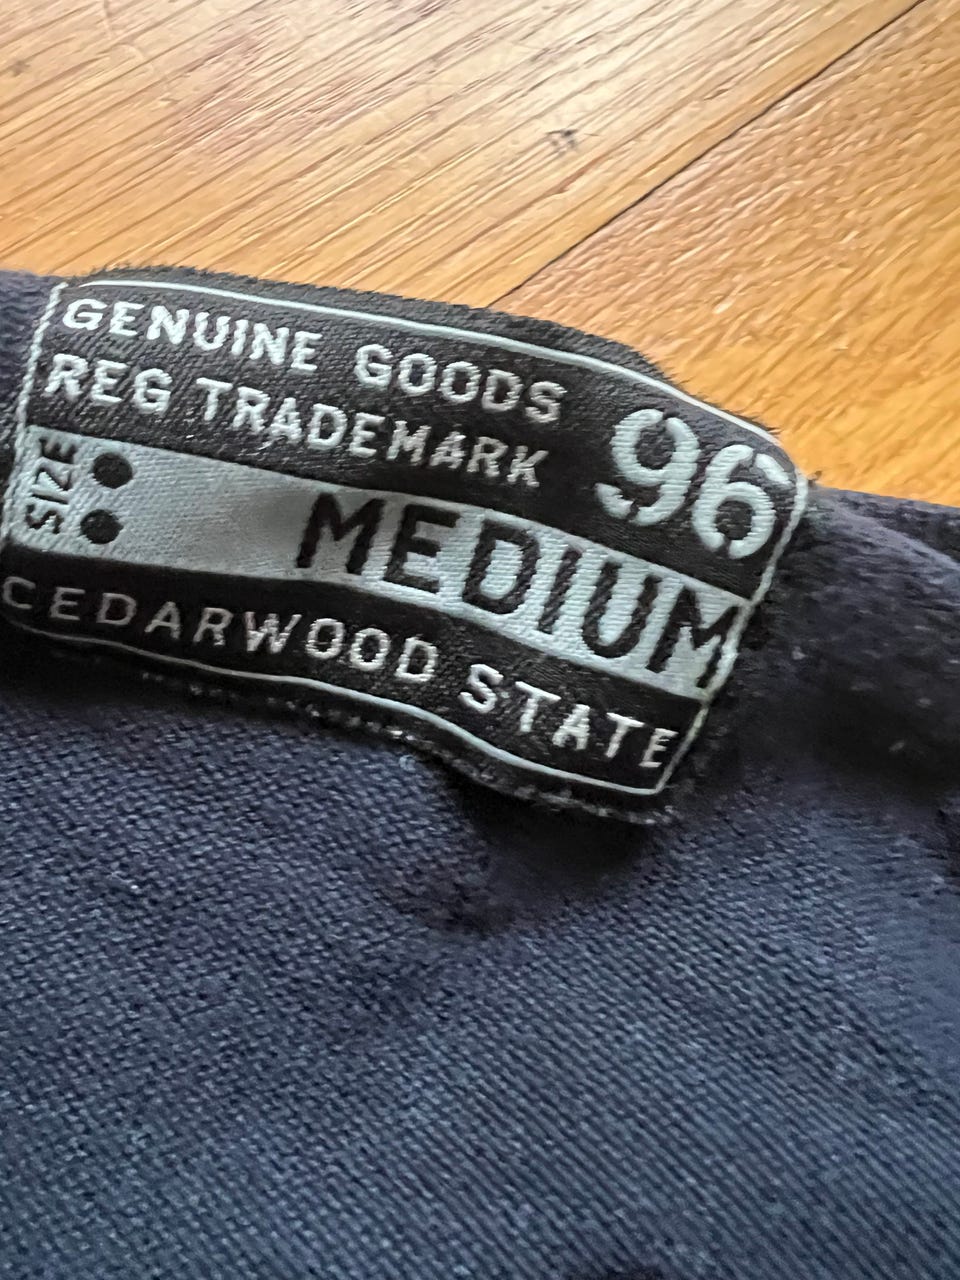 GENUINE GOODS
REG TRADEMARK
96
SIZE
MEDIUM
CEDARWOOD STATE